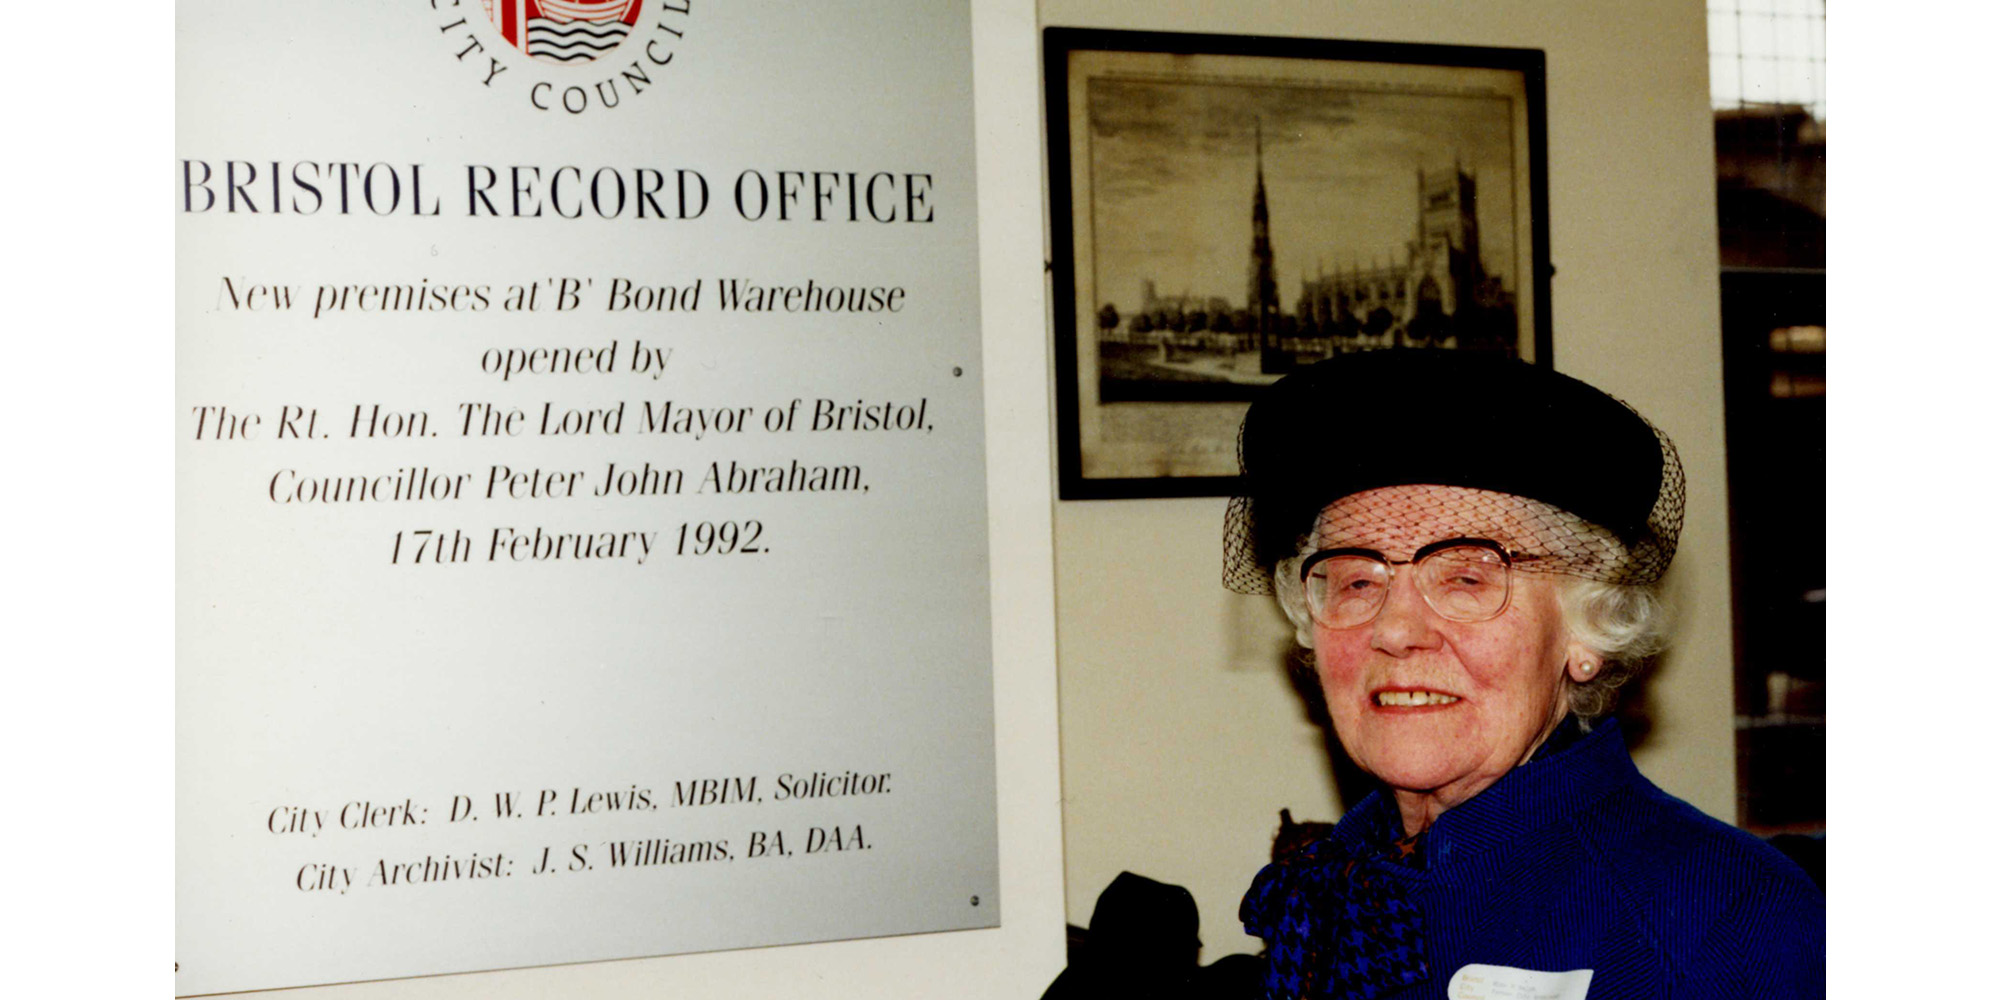 CITY COUNCIL
BRISTOL RECORD OFFICE
New premises at 'B' Bond Warehouse
opened by
The Rt. Hon. The Lord Mayor of Bristol,
Councillor Peter John Abraham,
17th February 1992.
City Clerk: D. W. P. Lewis, MBIM, Solicitor.
City Archivist: J. S. Williams, BA, DAA.